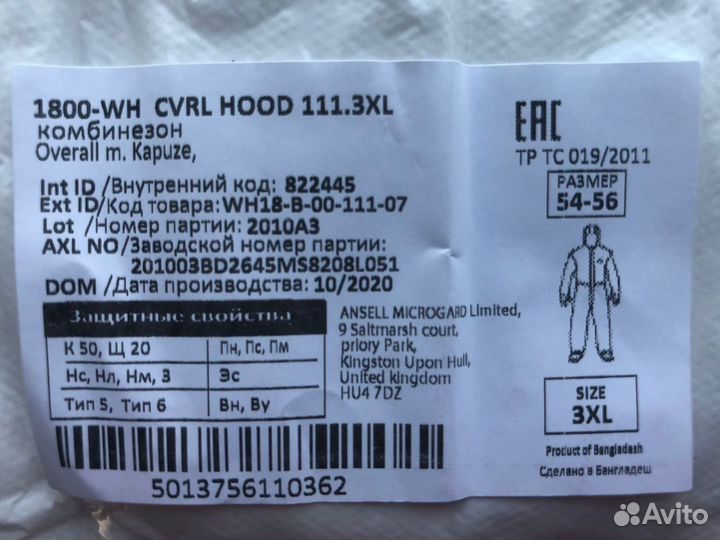 1800-WH CVRL HOOD 111.3XL
комбинезон
Overall m. Kapuze,
Int ID /Внутренний код: 822445
Ext ID/Код товара: WH18-B-00-111-07
Lot /Номер партии: 2010A3
AXL NO/Заводской номер партии:
201003BD2645MS8208L051
DOM /Дата производства: 10/2020
Защитные свойства
К 50, Щ 20 Пн, Пс, Пм
Нс, Нл, Нм, З Эс
Тип 5, Тип 6 Вн, Ву
ANSELL MICROGARD Limited,
9 Saltmarsh court,
priory Park,
Kingston Upon Hull,
United kingdom
HU4 7DZ
5013756110362
EAC
ТР ТС 019/2011
РАЗМЕР
54-56
SIZE
3XL
Product of Bangladash
Сделано в Бангладеш
Avito